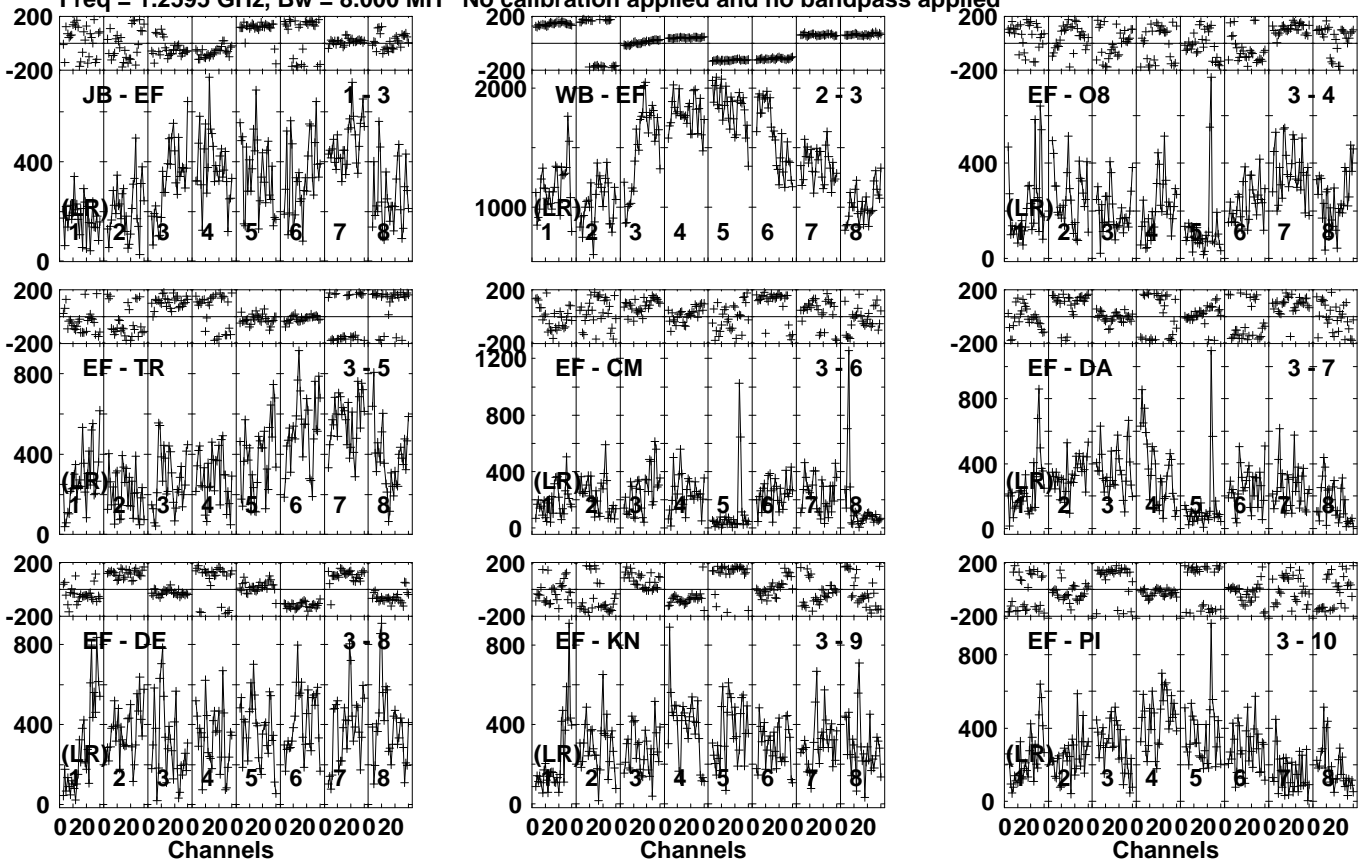 Freq = 1.2595 GHz, Bw = 8.000 MH No calibration applied and no bandpass applied
200
-200
JB - EF 1 - 3
400
0
(LR)
1 2 3 4 5 6 7 8
200
-200
2000
WB - EF 2 - 3
1000
(LR)
1 2 3 4 5 6 7 8
200
-200
EF - O8 3 - 4
400
0
(LR)
1 2 3 4 5 6 7 8
200
-200
EF - TR 3 - 5
800
400
0
(LR)
1 2 3 4 5 6 7 8
200
-200
1200
EF - CM 3 - 6
800
400
0
(LR)
1 2 3 4 5 6 7 8
200
-200
EF - DA 3 - 7
800
400
0
(LR)
1 2 3 4 5 6 7 8
200
-200
EF - DE 3 - 8
800
400
0
(LR)
1 2 3 4 5 6 7 8
0 20 0 20 0 20 0 20 0 20 0 20 0 20 0 20
Channels
200
-200
EF - KN 3 - 9
800
400
0
(LR)
1 2 3 4 5 6 7 8
0 20 0 20 0 20 0 20 0 20 0 20 0 20 0 20
Channels
200
-200
EF - PI 3 - 10
800
400
0
(LR)
1 2 3 4 5 6 7 8
0 20 0 20 0 20 0 20 0 20 0 20 0 20 0 20
Channels